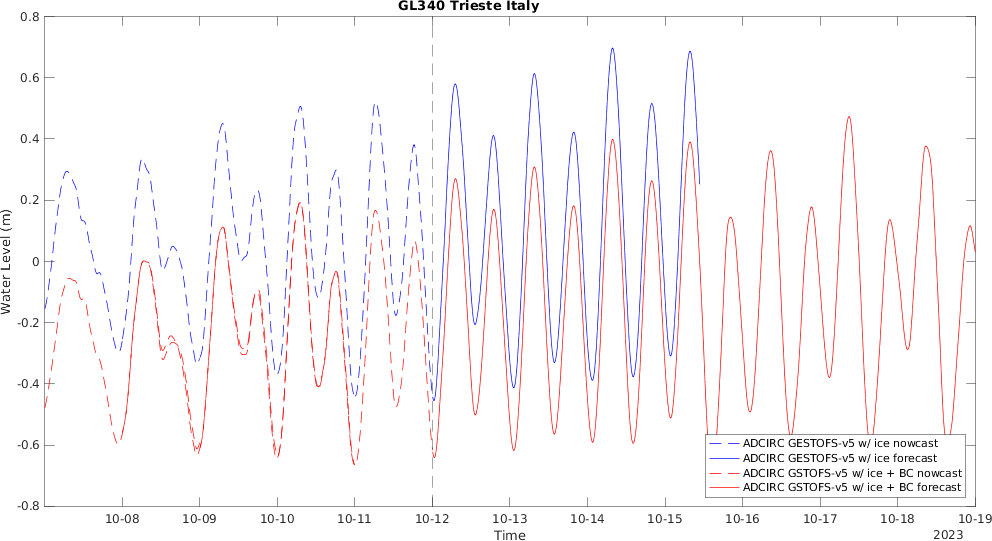 GL340 Trieste Italy
Water Level (m)
0.8
0.6
0.4
0.2
0
-0.2
-0.4
-0.6
-0.8
ADCIRC GESTOFS-v5 w/ ice nowcast
ADCIRC GESTOFS-v5 w/ ice forecast
ADCIRC GSTOFS-v5 w/ ice + BC nowcast
ADCIRC GSTOFS-v5 w/ ice + BC forecast
10-08 10-09 10-10 10-11 10-12 10-13 10-14 10-15 10-16 10-17 10-18 10-19
Time
2023